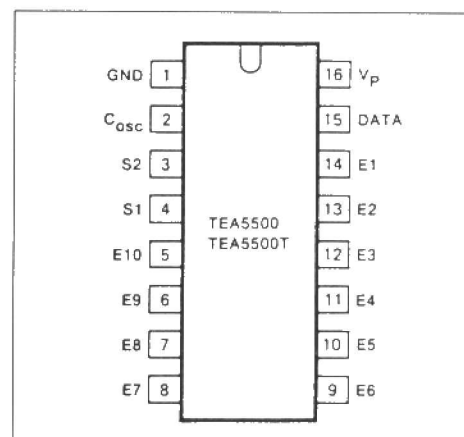 GND 1 16 Vp
Cosc 2 15 DATA
S2 3 14 E1
S1 4 13 E2
TEA5500
TEA5500T
E10 5 12 E3
E9 6 11 E4
E8 7 10 E5
E7 8 9 E6